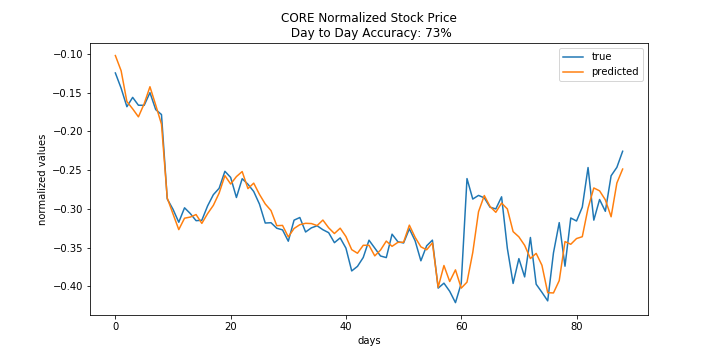 CORE Normalized Stock Price
Day to Day Accuracy: 73%
true
predicted
normalized values
−0.10
−0.15
−0.20
−0.25
−0.30
−0.35
−0.40
0
20
40
60
80
days